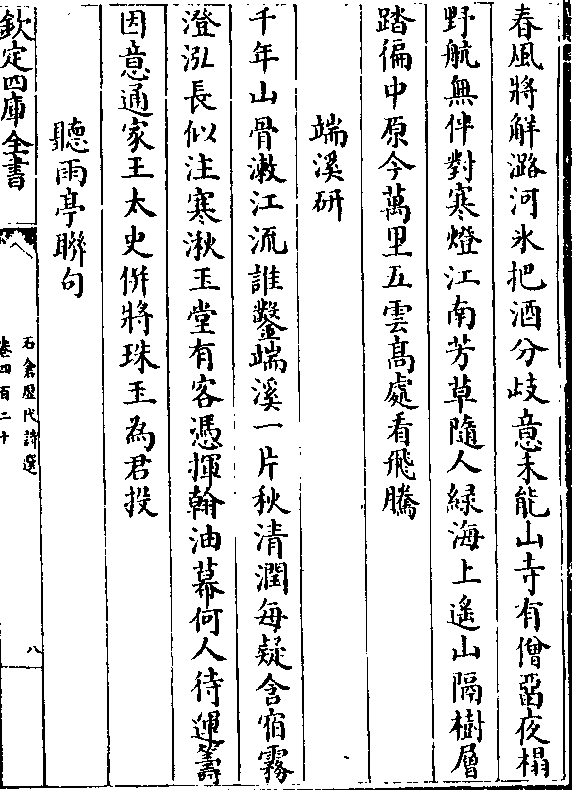 春風將解潞河氷把酒分歧意未能山寺有僧留夜榻
野航無伴對寒燈江南芳草隨人緑海上遙山隔樹層
踏徧中原今萬里五雲髙處看飛騰
端溪研
千年山骨漱江流誰鑿端溪一片秋清潤每疑含宿霧
澄泓長似注寒湫玉堂有客憑揮翰油幕何人待運籌
因意通家王太史併將珠玉為君投
聽雨亭聯句
欽定四庫全書
石倉歴代詩選
卷四百二十
八